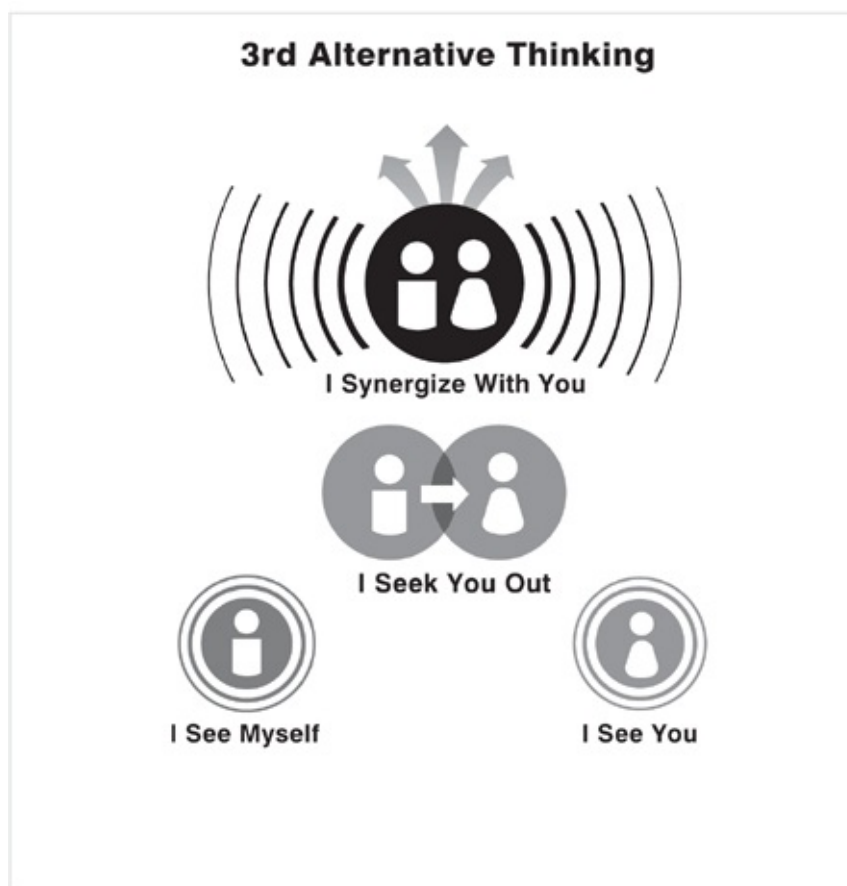 3rd Alternative Thinking
I Synergize With You
I Seek You Out
I See Myself
I See You